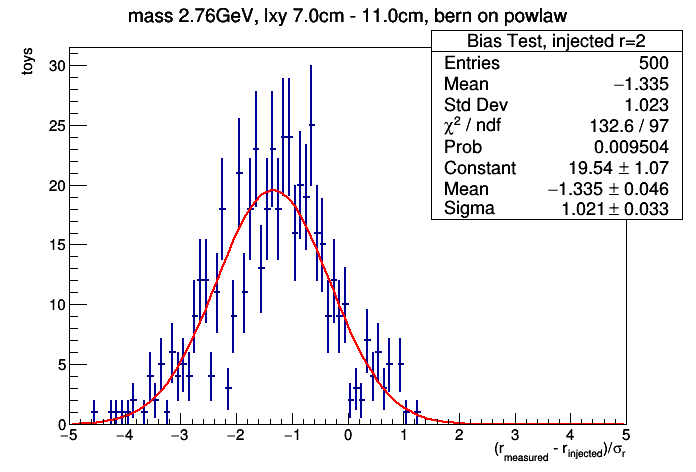 mass 2.76GeV, lxy 7.0cm - 11.0cm, bern on powlaw
toys
Bias Test, injected r=2
Entries 500
Mean −1.335
Std Dev 1.023
χ² / ndf 132.6 / 97
Prob 0.009504
Constant 19.54 ± 1.07
Mean −1.335 ± 0.046
Sigma 1.021 ± 0.033
30
25
20
15
10
5
0
−5 −4 −3 −2 −1 0 1 2 3 4 5
(r_measured - r_injected)/σ_r